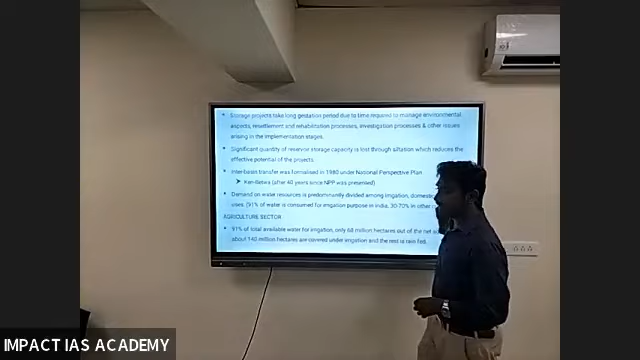 Storage projects take long gestation period due to time required to manage environmental
aspects, resettlement and rehabilitation processes, investigation processes & other issues
arising in the implementation stages.
Significant quantity of reservoir storage capacity is lost through siltation which reduces the
effective potential of the projects.
Inter-basin transfer was formalised in 1980 under National Perspective Plan
Ken-Betwa (after 40 years since NPP was presented)
Demand on water resources is predominantly divided among irrigation, domestic
uses. (91% of water is consumed for irrigation purpose in India, 30-70% in other
AGRICULTURE SECTOR
91% of total available water for irrigation, only 68 million hectares out of the net
about 140 million hectares are covered under irrigation and the rest is rain fed.
IMPACT IAS ACADEMY